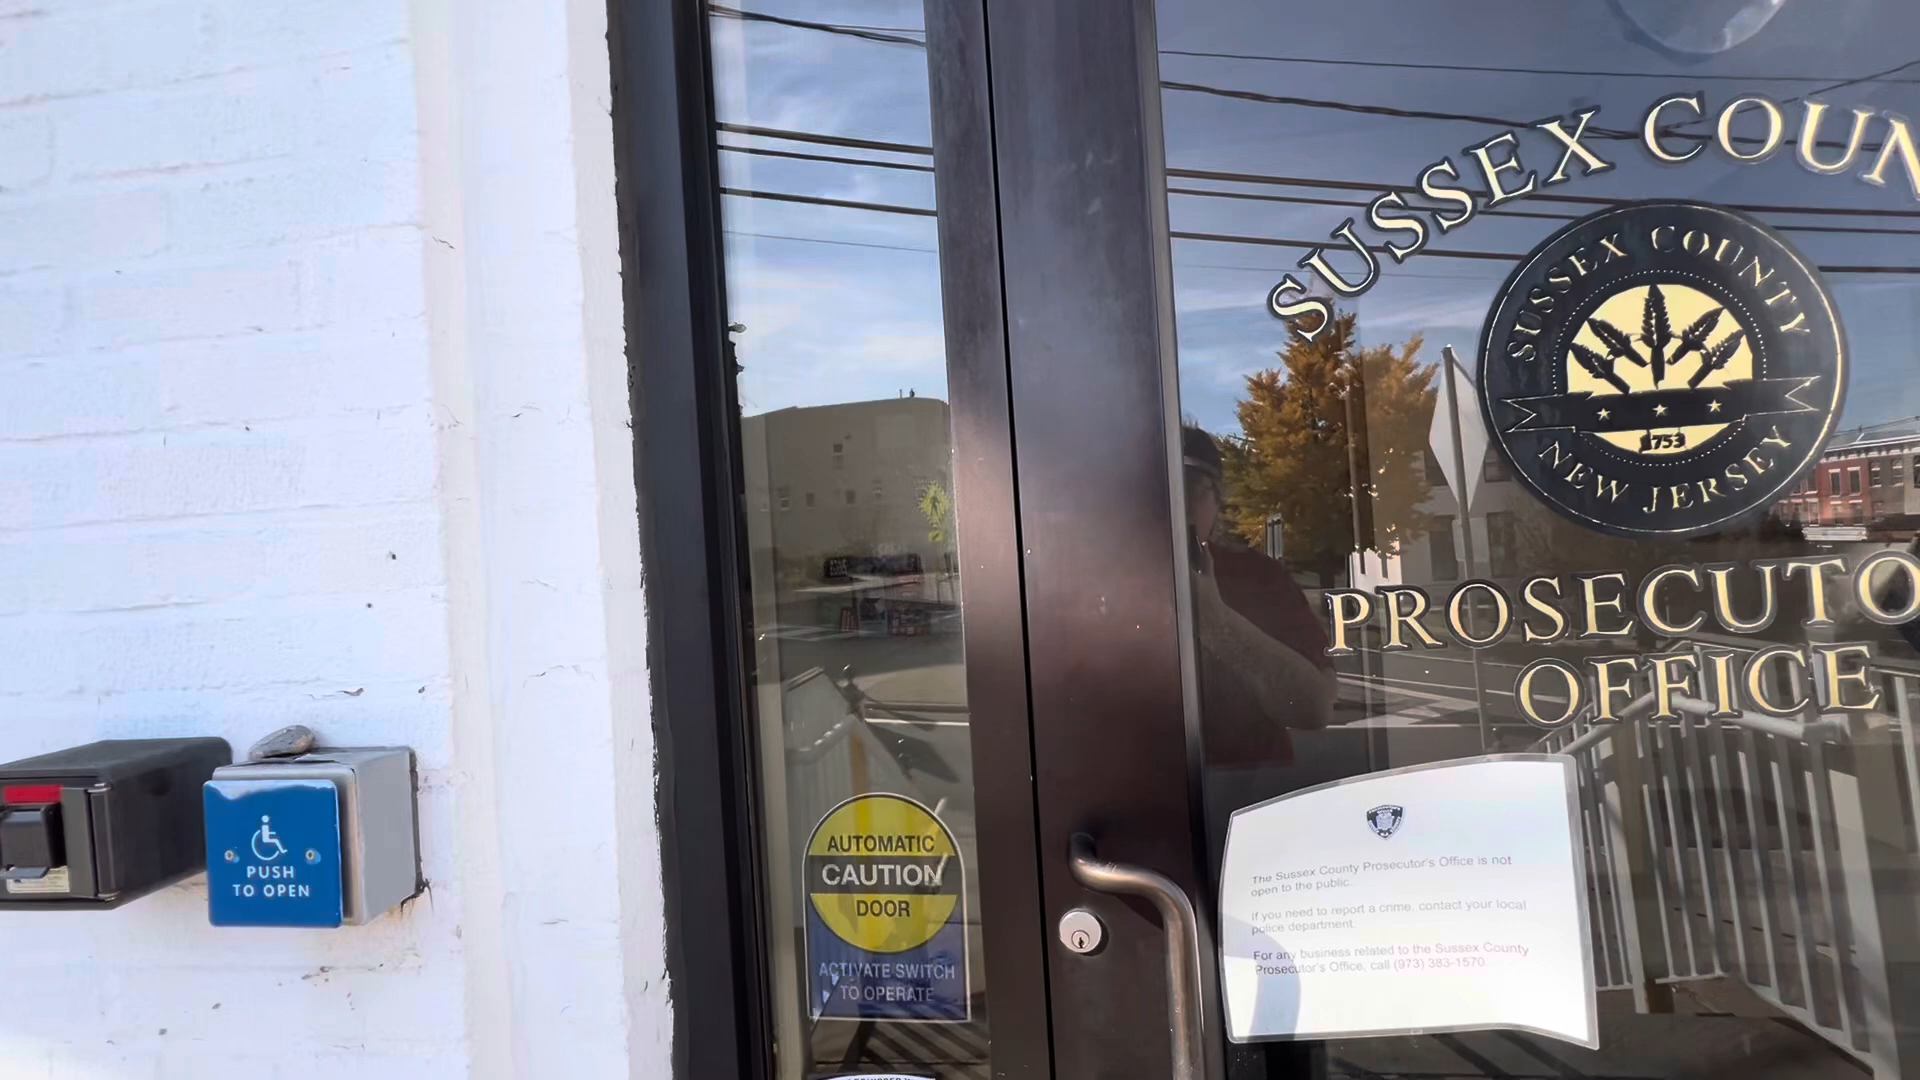 SUSSEX COUN
SUSSEX COUNTY
1753
NEW JERSEY
PROSECUTO
OFFICE
PUSH
TO OPEN
AUTOMATIC
CAUTION
DOOR
ACTIVATE SWITCH
TO OPERATE
The Sussex County Prosecutor's Office is not
open to the public.
If you need to report a crime, contact your local
police department.
For any business related to the Sussex County
Prosecutor's Office, call (973) 383-1570.